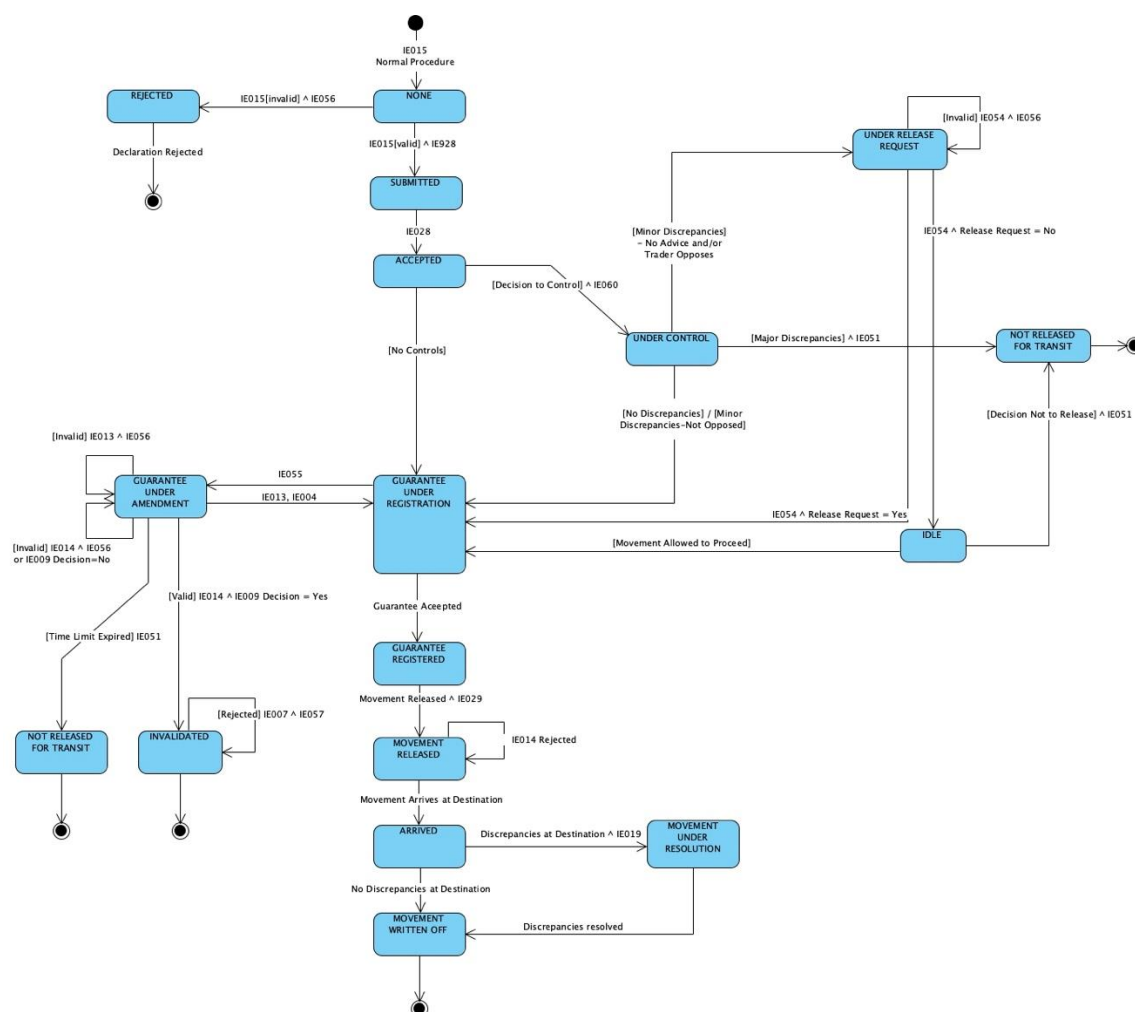 IE015
Normal Procedure
REJECTED
IE015[invalid] ^ IE056
NONE
[Invalid] IE054 ^ IE056
UNDER RELEASE
REQUEST
Declaration Rejected
IE015[valid] ^ IE928
SUBMITTED
IE028
IE054 ^ Release Request = No
[Minor Discrepancies]
- No Advice and/or
Trader Opposes
ACCEPTED
[Decision to Control] ^ IE060
[No Controls]
UNDER CONTROL
[Major Discrepancies] ^ IE051
NOT RELEASED
FOR TRANSIT
[No Discrepancies] / [Minor
Discrepancies-Not Opposed]
[Decision Not to Release] ^ IE051
[Invalid] IE013 ^ IE056
GUARANTEE
UNDER
AMENDMENT
IE055
IE013, IE004
GUARANTEE
UNDER
REGISTRATION
IE054 ^ Release Request = Yes
IDLE
[Invalid] IE014 ^ IE056
or IE009 Decision=No
[Movement Allowed to Proceed]
[Valid] IE014 ^ IE009 Decision = Yes
Guarantee Aceepted
[Time Limit Expired] IE051
GUARANTEE
REGISTERED
Movement Released ^ IE029
[Rejected] IE007 ^ IE057
NOT RELEASED
FOR TRANSIT
INVALIDATED
MOVEMENT
RELEASED
IE014 Rejected
Movement Arrives at Destination
ARRIVED
Discrepancies at Destination ^ IE019
MOVEMENT
UNDER
RESOLUTION
No Discrepancies at Destination
MOVEMENT
WRITTEN OFF
Discrepancies resolved